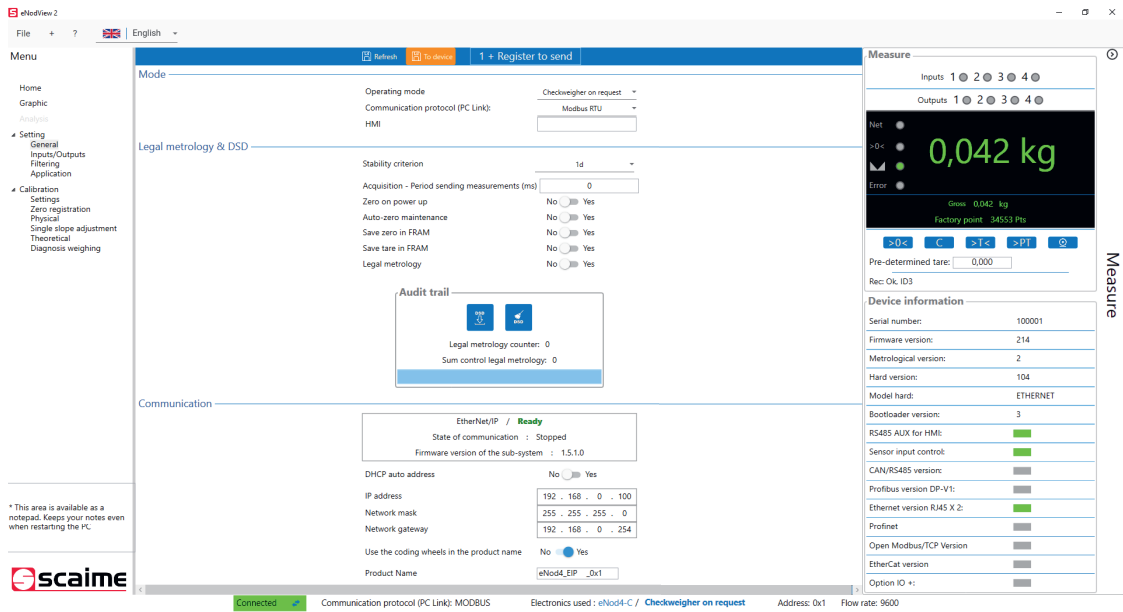 eNodView 2
File + ? English
Menu
Home
Graphic
Analysis
Setting
General
Inputs/Outputs
Filtering
Application
Calibration
Settings
Zero registration
Physical
Single slope adjustment
Theoretical
Diagnosis weighing
* This area is available as a
notepad. Keeps your notes even
when restarting the PC
scaime
Refresh To device 1 + Register to send
Mode
Operating mode Checkweigher on request
Communication protocol (PC Link): Modbus RTU
HMI
Legal metrology & DSD
Stability criterion 1d
Acquisition - Period sending measurements (ms) 0
Zero on power up No Yes
Auto-zero maintenance No Yes
Save zero in FRAM No Yes
Save tare in FRAM No Yes
Legal metrology No Yes
Audit trail
DSD DSD
Legal metrology counter: 0
Sum control legal metrology: 0
Communication
EtherNet/IP / Ready
State of communication : Stopped
Firmware version of the sub-system : 1.5.1.0
DHCP auto address No Yes
IP address 192 . 168 . 0 . 100
Network mask 255 . 255 . 255 . 0
Network gateway 192 . 168 . 0 . 254
Use the coding wheels in the product name No Yes
Product Name eNod4_EIP _0x1
Measure
Inputs 1 2 3 4
Outputs 1 2 3 4
Net
>0<
Error
0,042 kg
Gross 0,042 kg
Factory point 34553 Pts
>0< C >T< >PT
Pre-determined tare: 0,000
Rec: Ok, ID3
Device information
Serial number: 100001
Firmware version: 214
Metrological version: 2
Hard version: 104
Model hard: ETHERNET
Bootloader version: 3
RS485 AUX for HMI:
Sensor input control:
CAN/RS485 version:
Profibus version DP-V1:
Ethernet version RJ45 X 2:
Profinet
Open Modbus/TCP Version
EtherCat version
Option IO +:
Measure
Connected Communication protocol (PC Link): MODBUS Electronics used : eNod4-C / Checkweigher on request Address: 0x1 Flow rate: 9600